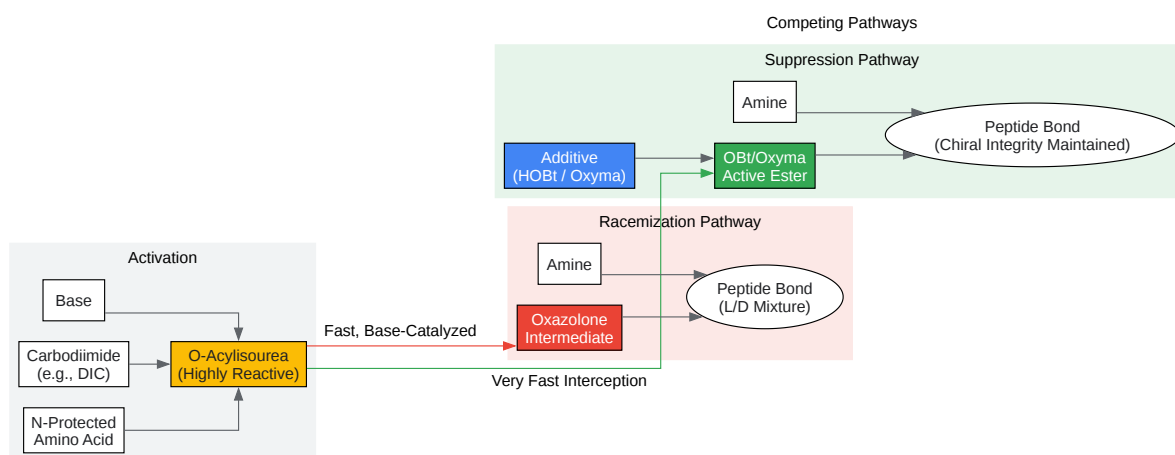 Competing Pathways
Suppression Pathway
Amine
Peptide Bond
(Chiral Integrity Maintained)
Additive
(HOBt / Oxyma)
OBt/Oxyma
Active Ester
Racemization Pathway
Amine
Peptide Bond
(L/D Mixture)
Oxazolone
Intermediate
Activation
Base
Carbodiimide
(e.g., DIC)
O-Acylisourea
(Highly Reactive)
N-Protected
Amino Acid
Fast, Base-Catalyzed
Very Fast Interception